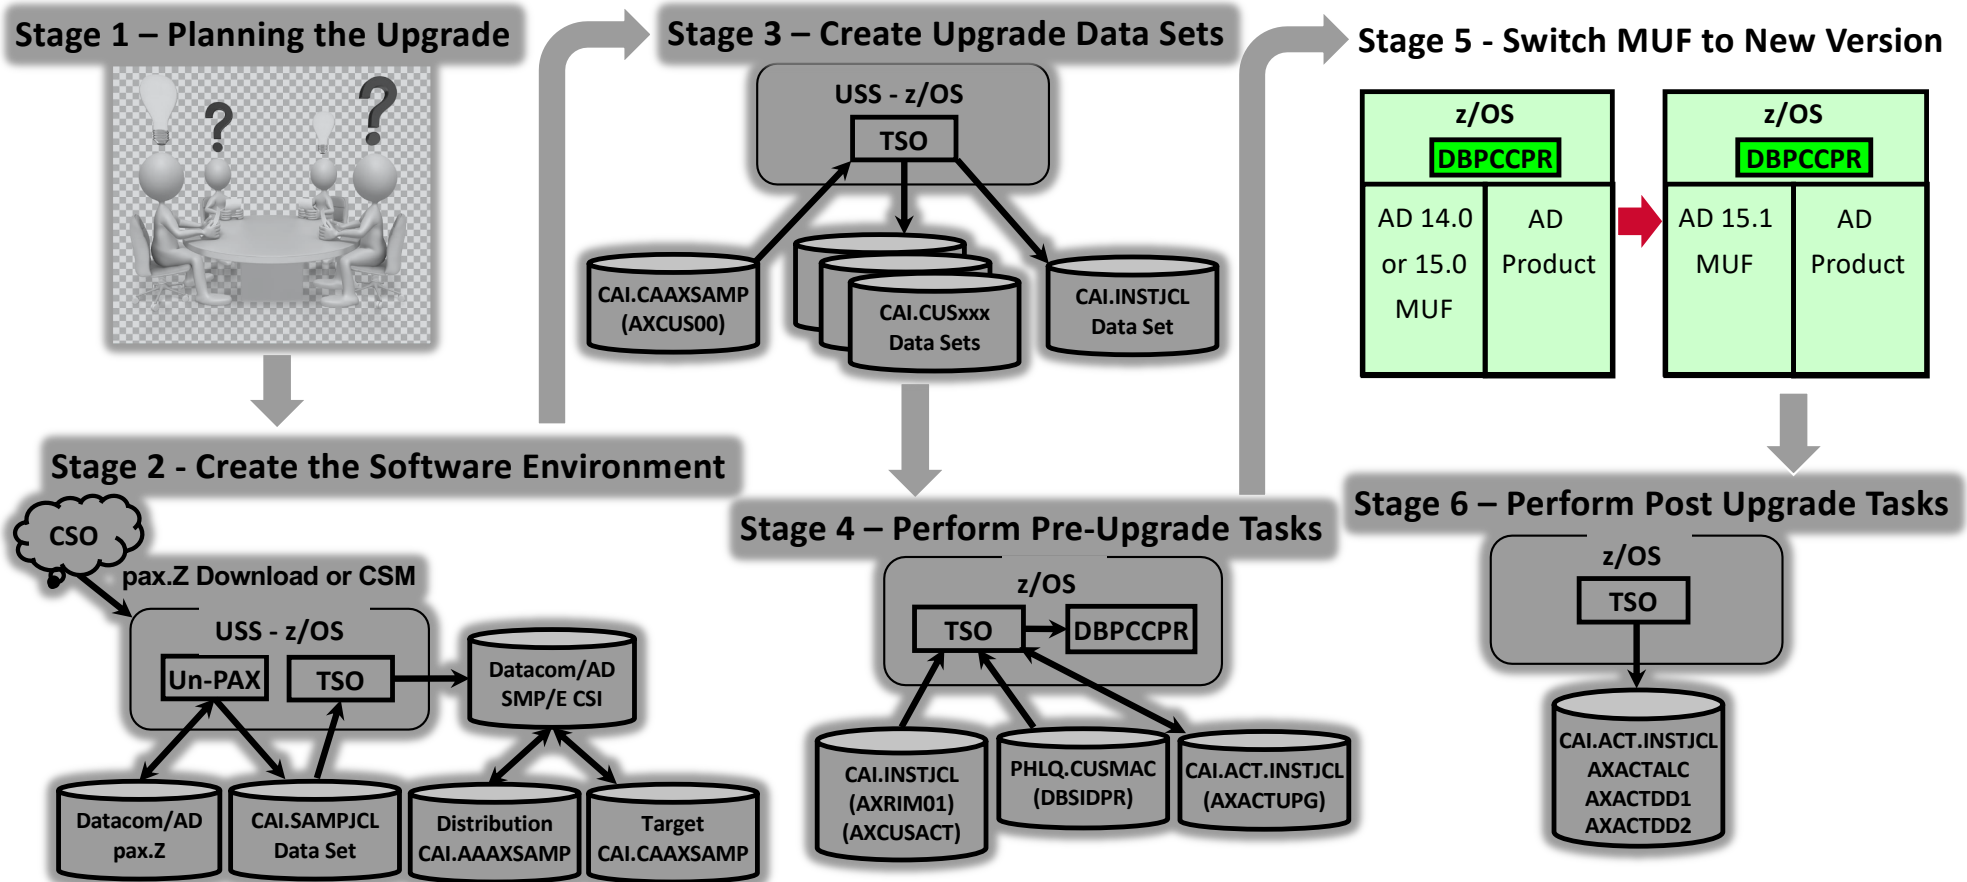 Stage 1 – Planning the Upgrade
?
?
Stage 2 - Create the Software Environment
CSO
pax.Z Download or CSM
USS - z/OS
Un-PAX
TSO
Datacom/AD
SMP/E CSI
Datacom/AD
pax.Z
CAI.SAMPJCL
Data Set
Distribution
CAI.AAAXSAMP
Target
CAI.CAAXSAMP
Stage 3 – Create Upgrade Data Sets
USS - z/OS
TSO
CAI.CAAXSAMP
(AXCUS00)
CAI.CUSxxx
Data Sets
CAI.INSTJCL
Data Set
Stage 4 – Perform Pre-Upgrade Tasks
z/OS
TSO
DBPCCPR
CAI.INSTJCL
(AXRIM01)
(AXCUSACT)
PHLQ.CUSMAC
(DBSIDPR)
CAI.ACT.INSTJCL
(AXACTUPG)
Stage 5 - Switch MUF to New Version
z/OS
DBPCCPR
AD 14.0
or 15.0
MUF
AD
Product
z/OS
DBPCCPR
AD 15.1
MUF
AD
Product
Stage 6 – Perform Post Upgrade Tasks
z/OS
TSO
CAI.ACT.INSTJCL
AXACTALC
AXACTDD1
AXACTDD2